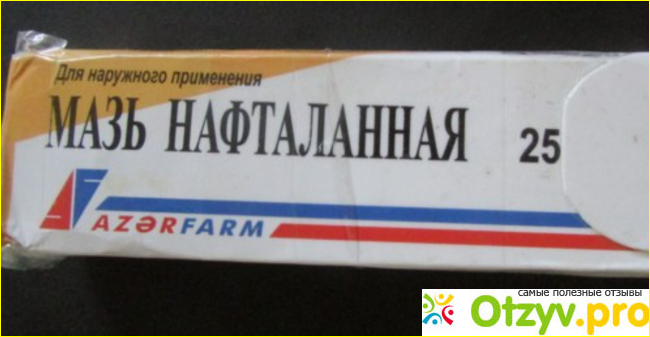 Для наружного применения
МАЗЬ НАФТАЛАННАЯ 25
AZƏRFARM
самые полезные отзывы
Otzyv.pro